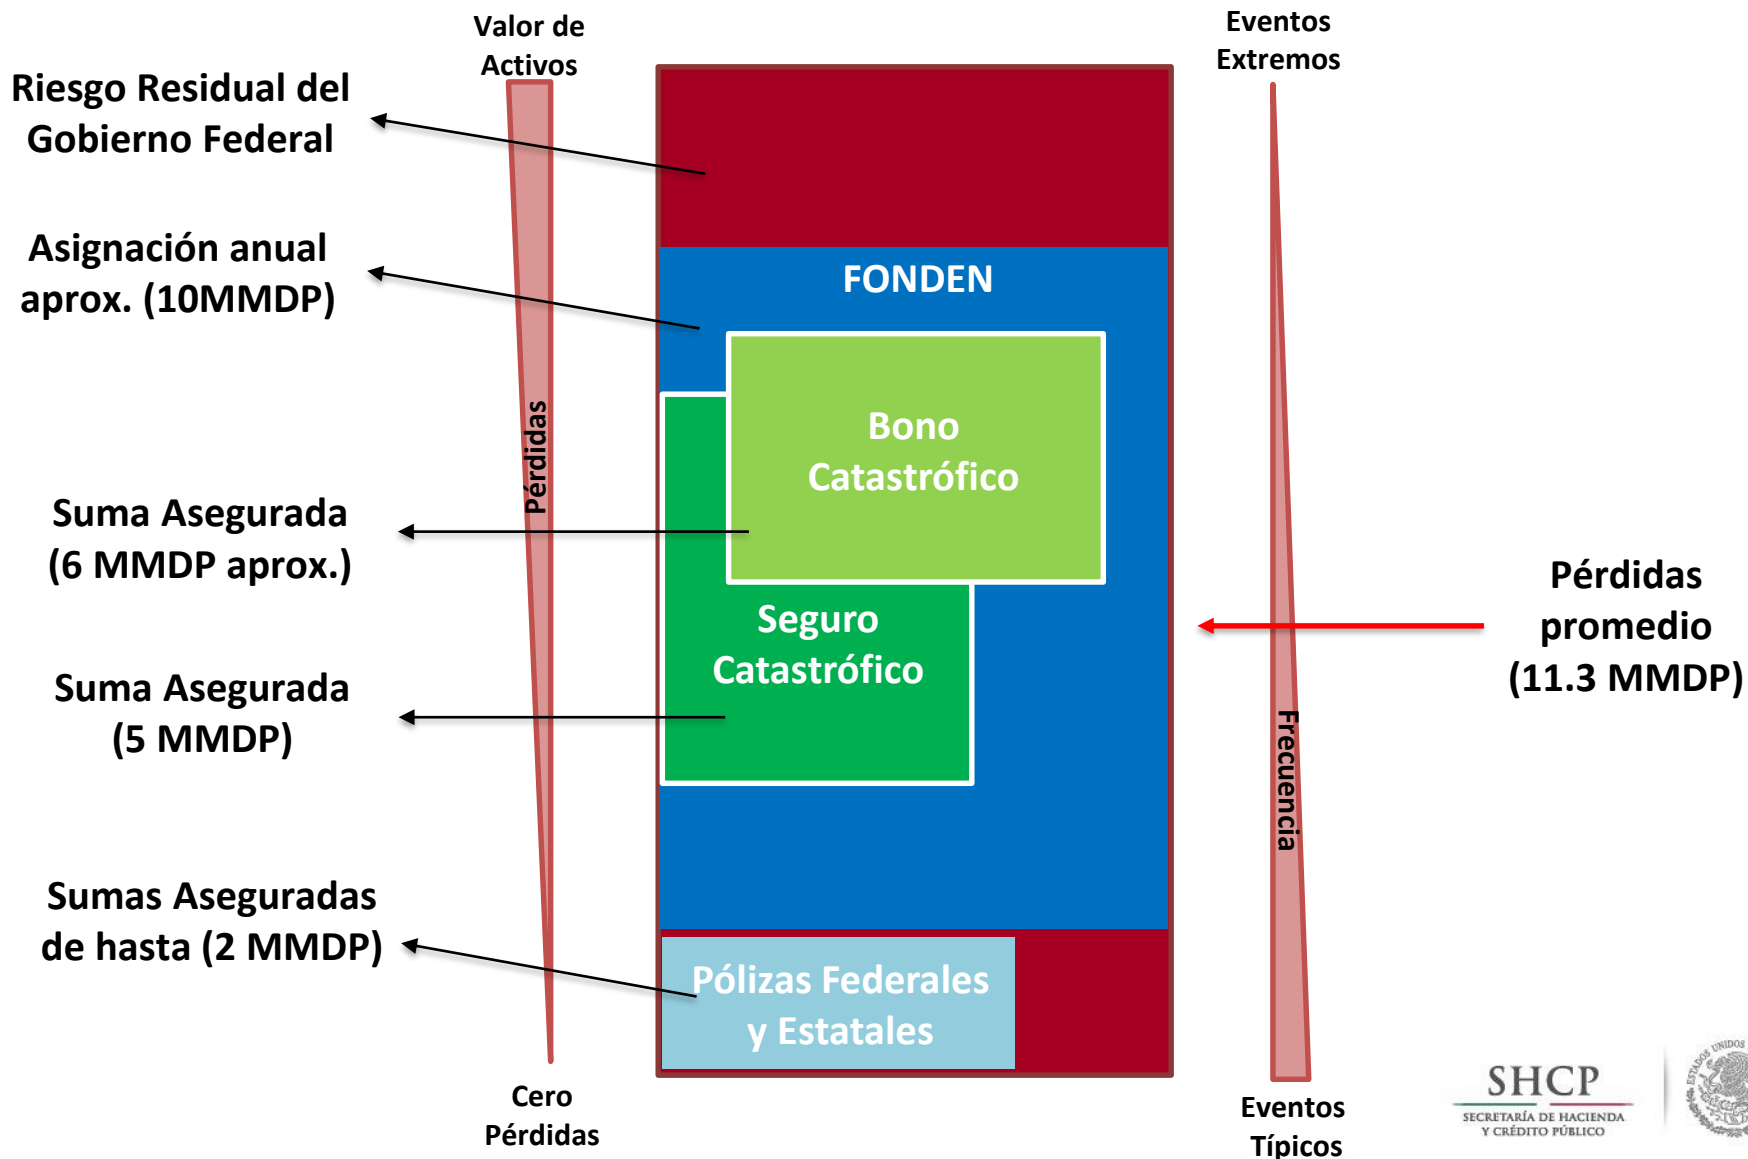 Valor de
Activos
Eventos
Extremos
Riesgo Residual del
Gobierno Federal
Asignación anual
aprox. (10MMDP)
FONDEN
Pérdidas
Bono
Catastrófico
Suma Asegurada
(6 MMDP aprox.)
Pérdidas
promedio
(11.3 MMDP)
Seguro
Catastrófico
Suma Asegurada
(5 MMDP)
Frecuencia
Sumas Aseguradas
de hasta (2 MMDP)
Pólizas Federales
y Estatales
Cero
Pérdidas
Eventos
Típicos
SHCP
SECRETARÍA DE HACIENDA
Y CRÉDITO PÚBLICO
ESTADOS UNIDOS